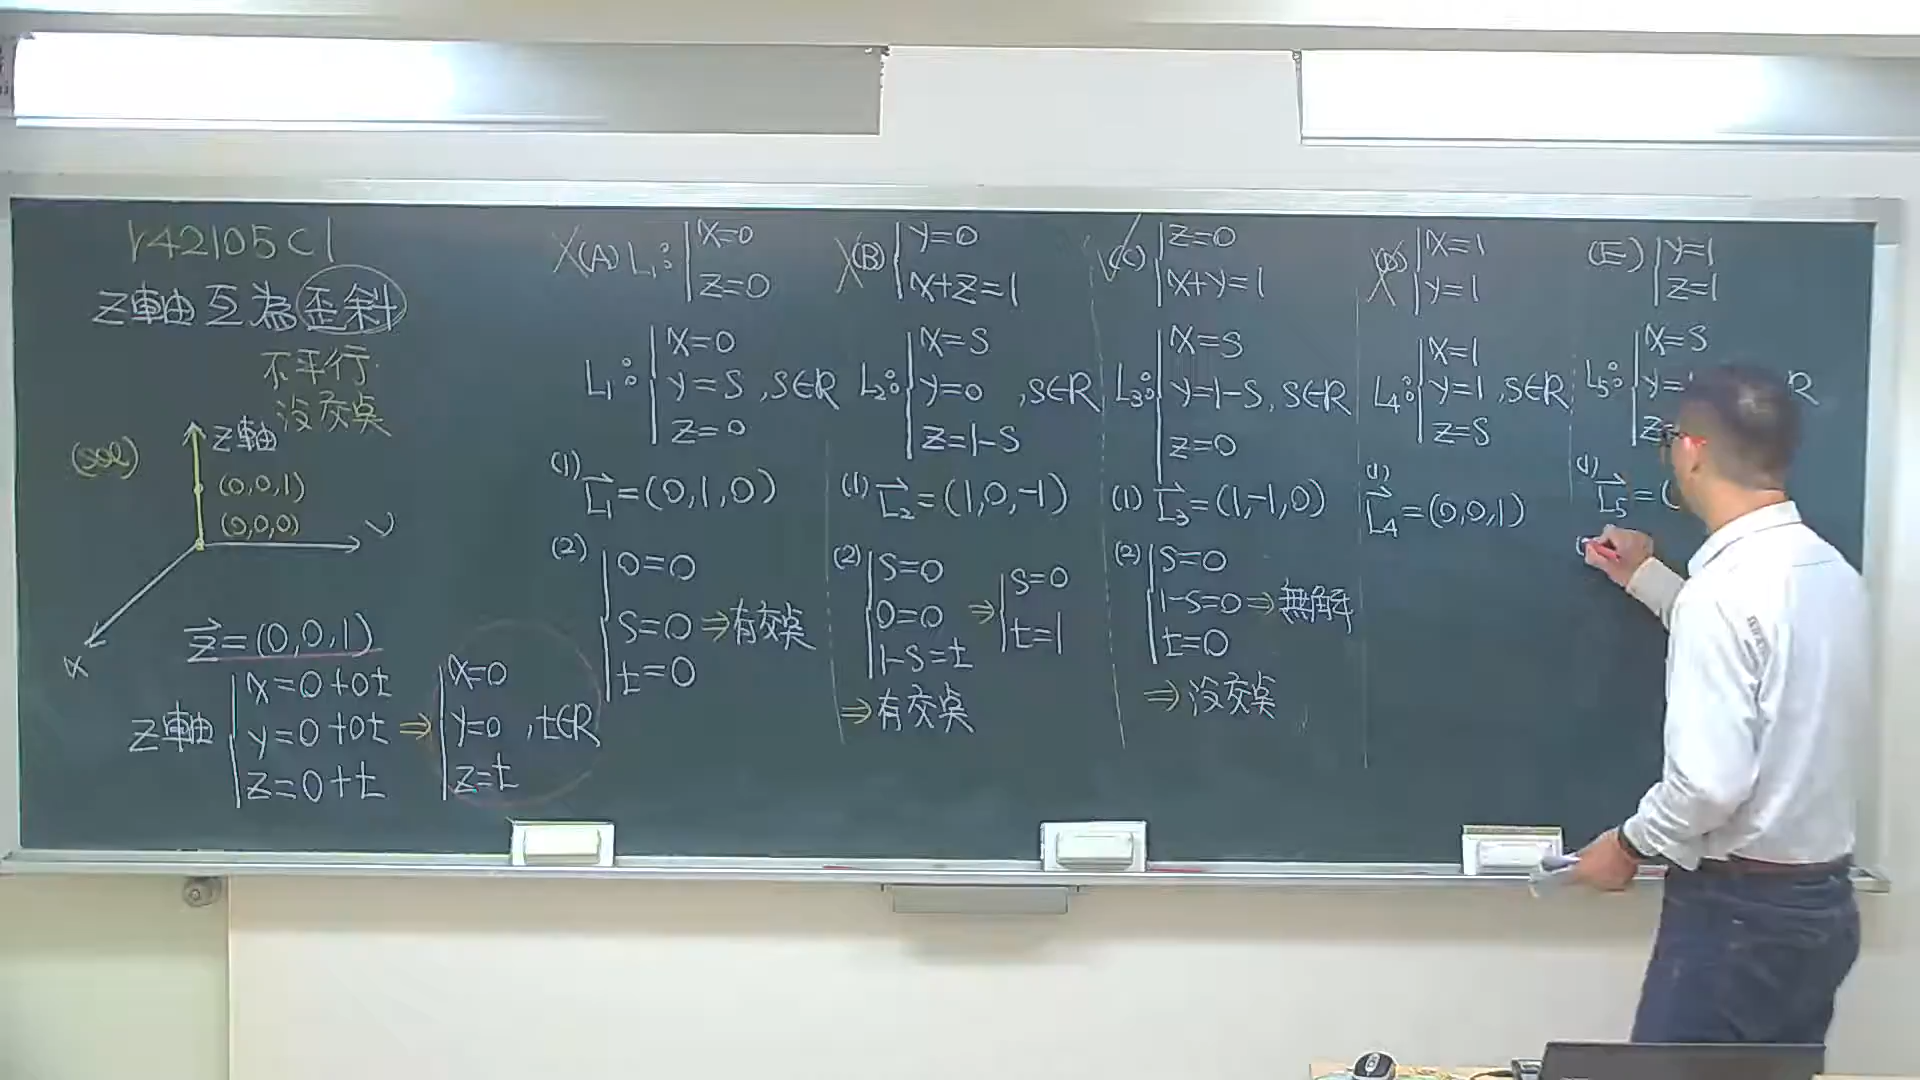 142105C1
Z軸互為歪斜
不平行
沒交點
(sol)
Z軸
(0,0,1)
(0,0,0)
y
x
z⃗=(0,0,1)
Z軸
x=0+0t
y=0+0t
z=0+t
⇒
x=0
y=0 , t∈R
z=t
(A) L₁:
x=0
z=0
L₁:
x=0
y=s , s∈R
z=0
(1) L₁⃗=(0,1,0)
(2)
0=0
s=0 ⇒有交點
t=0
(B)
y=0
x+z=1
L₂:
x=s
y=0 , s∈R
z=1-s
(1) L₂⃗=(1,0,-1)
(2)
s=0
0=0
1-s=t
⇒
s=0
t=1
⇒有交點
(C)
z=0
x+y=1
L₃:
x=s
y=1-s, s∈R
z=0
(1) L₃⃗=(1,-1,0)
(2)
s=0
1-s=0 ⇒無解
t=0
⇒沒交點
(D)
x=1
y=1
L₄:
x=1
y=1 , s∈R
z=s
(1)
L₄⃗=(0,0,1)
(E)
y=1
z=1
L₅:
x=s
y=
R
z=
(1)
L₅⃗=(